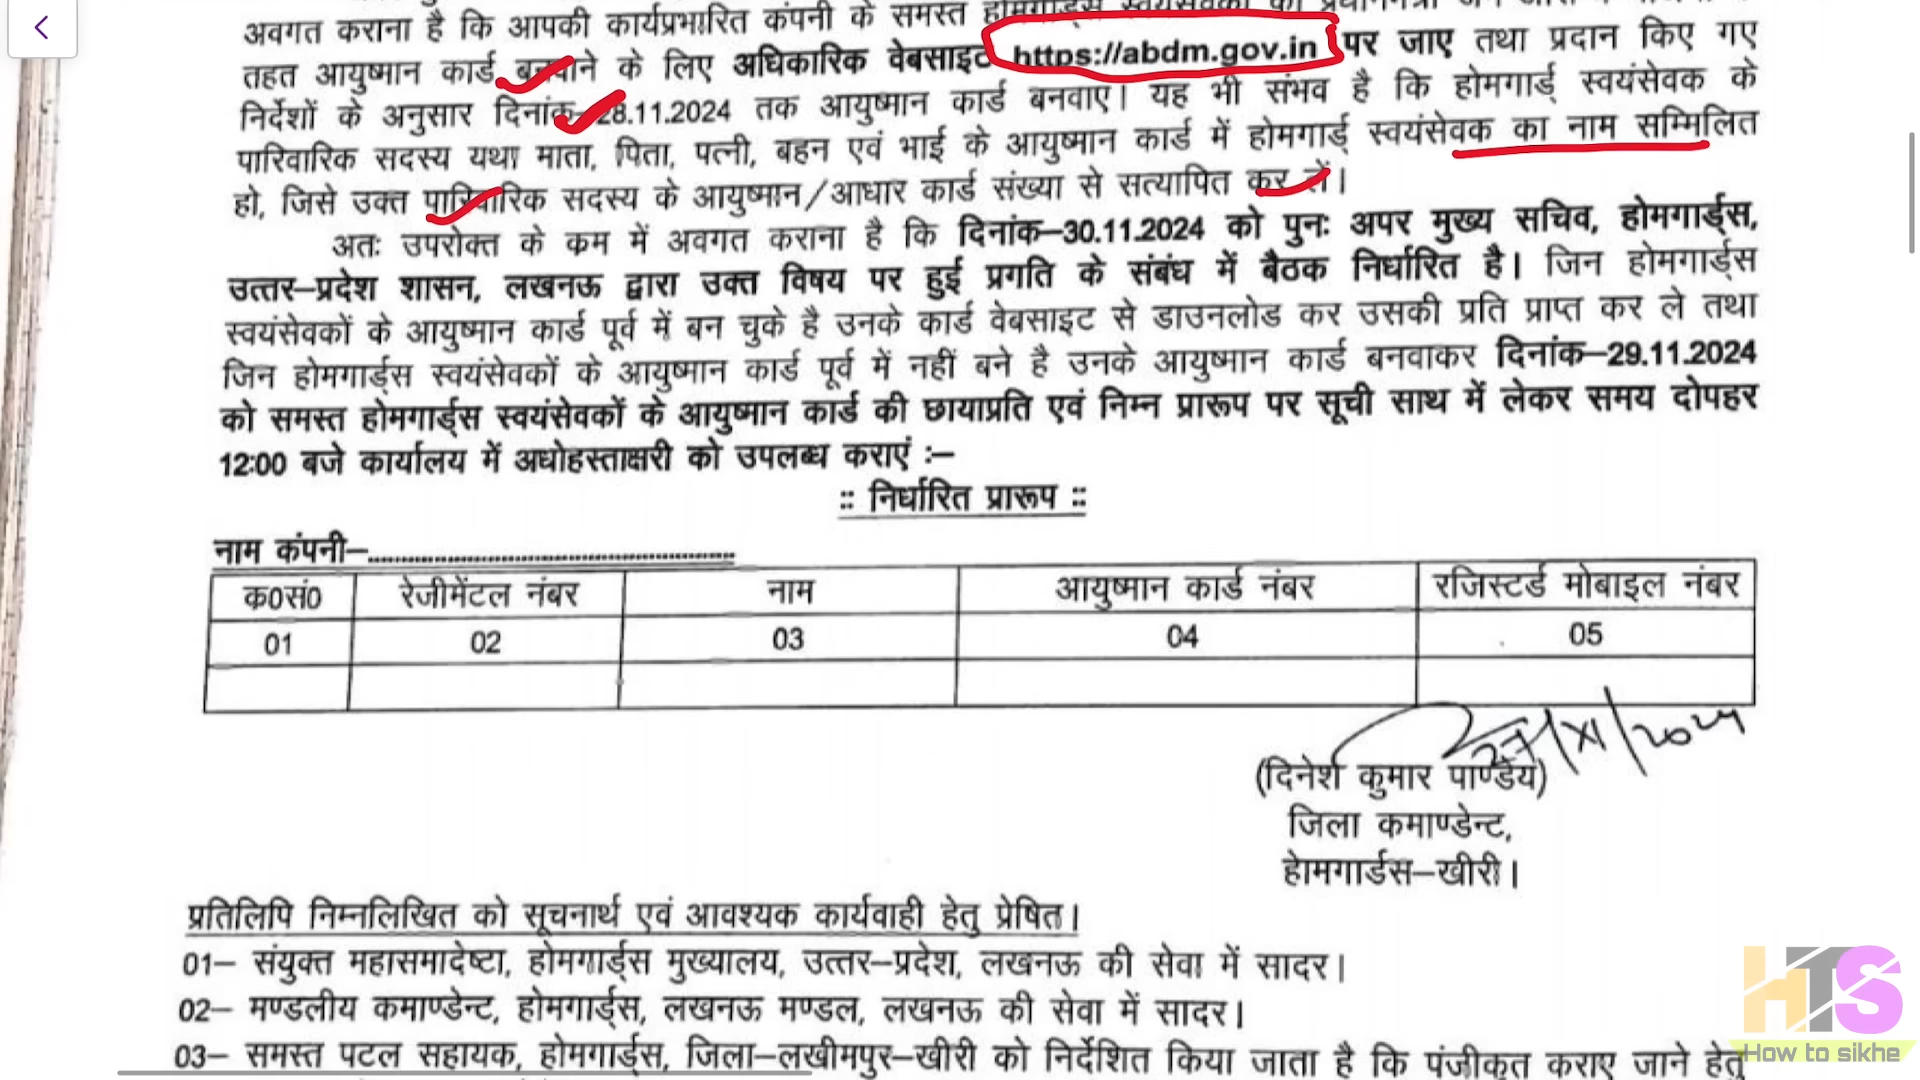 अवगत कराना है कि आपकी कार्यप्रभारित कंपनी के समस्त होमगार्ड्स स्वयंसेवकों
तहत आयुष्मान कार्ड बनवाने के लिए अधिकारिक वेबसाइट https://abdm.gov.in पर जाए तथा प्रदान किए गए
निर्देशों के अनुसार दिनांक-28.11.2024 तक आयुष्मान कार्ड बनवाए। यह भी संभव है कि होमगार्ड् स्वयंसेवक के
पारिवारिक सदस्य यथा माता, पिता, पत्नी, बहन एवं भाई के आयुष्मान कार्ड में होमगार्ड् स्वयंसेवक का नाम सम्मिलित
हो, जिसे उक्त पारिवारिक सदस्य के आयुष्मान/आधार कार्ड संख्या से सत्यापित कर लें।
अतः उपरोक्त के क्रम में अवगत कराना है कि दिनांक-30.11.2024 को पुनः अपर मुख्य सचिव, होमगार्ड्स,
उत्तर-प्रदेश शासन, लखनऊ द्वारा उक्त विषय पर हुई प्रगति के संबंध में बैठक निर्धारित है। जिन होमगार्ड्स
स्वयंसेवकों के आयुष्मान कार्ड पूर्व में बन चुके है उनके कार्ड वेबसाइट से डाउनलोड कर उसकी प्रति प्राप्त कर ले तथा
जिन होमगार्ड्स स्वयंसेवकों के आयुष्मान कार्ड पूर्व में नहीं बने है उनके आयुष्मान कार्ड बनवाकर दिनांक-29.11.2024
को समस्त होमगार्ड्स स्वयंसेवकों के आयुष्मान कार्ड की छायाप्रति एवं निम्न प्रारूप पर सूची साथ में लेकर समय दोपहर
12:00 बजे कार्यालय में अधोहस्ताक्षरी को उपलब्ध कराएं :-
:: निर्धारित प्रारूप ::
नाम कंपनी-..........................................................
क0सं0 रेजीमेंटल नंबर नाम आयुष्मान कार्ड नंबर रजिस्टर्ड मोबाइल नंबर
01 02 03 04 05
27/XI/2024
(दिनेश कुमार पाण्डेय)
जिला कमाण्डेन्ट,
होमगार्डस-खीरी।
प्रतिलिपि निम्नलिखित को सूचनार्थ एवं आवश्यक कार्यवाही हेतु प्रेषित।
01- संयुक्त महासमादेष्टा, होमगार्ड्स मुख्यालय, उत्तर-प्रदेश, लखनऊ की सेवा में सादर।
02- मण्डलीय कमाण्डेन्ट, होमगार्ड्स, लखनऊ मण्डल, लखनऊ की सेवा में सादर।
03- समस्त पटल सहायक, होमगार्ड्स, जिला-लखीमपुर-खीरी को निर्देशित किया जाता है कि पंजीकृत कराए जाने हेतु
HTS
How to sikhe